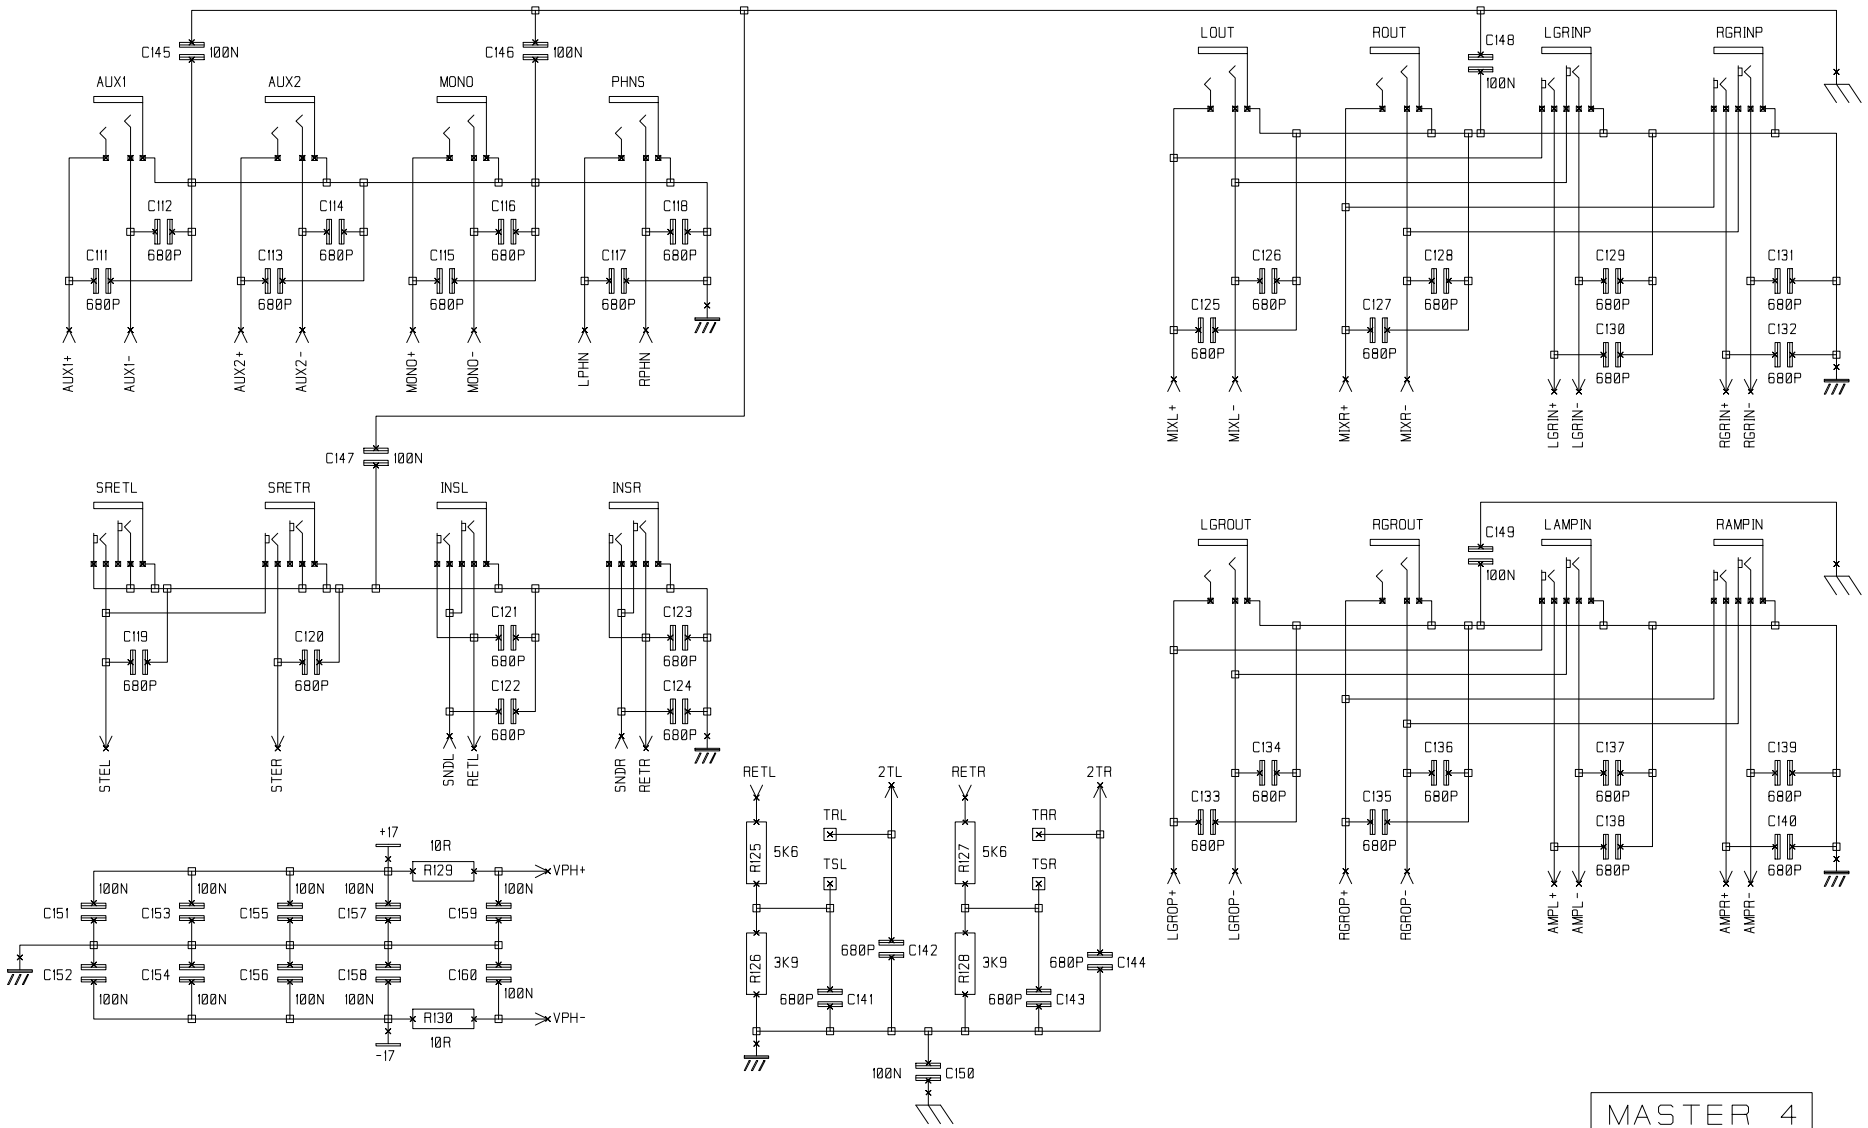 C145 100N
C146 100N
AUX1
AUX2
MONO
PHNS
C112
680P
C114
680P
C116
680P
C118
680P
C111
680P
C113
680P
C115
680P
C117
680P
AUX1+
AUX1-
AUX2+
AUX2-
MONO+
MONO-
LPHN
RPHN
LOUT
ROUT
C148
100N
LGRINP
RGRINP
C126
680P
C128
680P
C129
680P
C131
680P
C125
680P
C127
680P
C130
680P
C132
680P
MIXL+
MIXL-
MIXR+
MIXR-
LGRIN+
LGRIN-
RGRIN+
RGRIN-
C147 100N
SRETL
SRETR
INSL
INSR
C119
680P
C120
680P
C121
680P
C123
680P
C122
680P
C124
680P
STEL
STER
SNDL
RETL
SNDR
RETR
LGROUT
RGROUT
C149
100N
LAMPIN
RAMPIN
C134
680P
C136
680P
C137
680P
C139
680P
C133
680P
C135
680P
C138
680P
C140
680P
LGROP+
LGROP-
RGROP+
RGROP-
AMPL+
AMPL-
AMPR+
AMPR-
+17
10R
R129
VPH+
100N
100N
100N
100N
100N
C151
C153
C155
C157
C159
C152
C154
C156
C158
C160
100N
100N
100N
100N
100N
R130
VPH-
-17
10R
RETL
2TL
RETR
2TR
TRL
TRR
R125
5K6
TSL
R127
5K6
TSR
R126
3K9
680P
C142
R128
3K9
680P
C144
680P
C141
680P
C143
100N
C150
MASTER 4